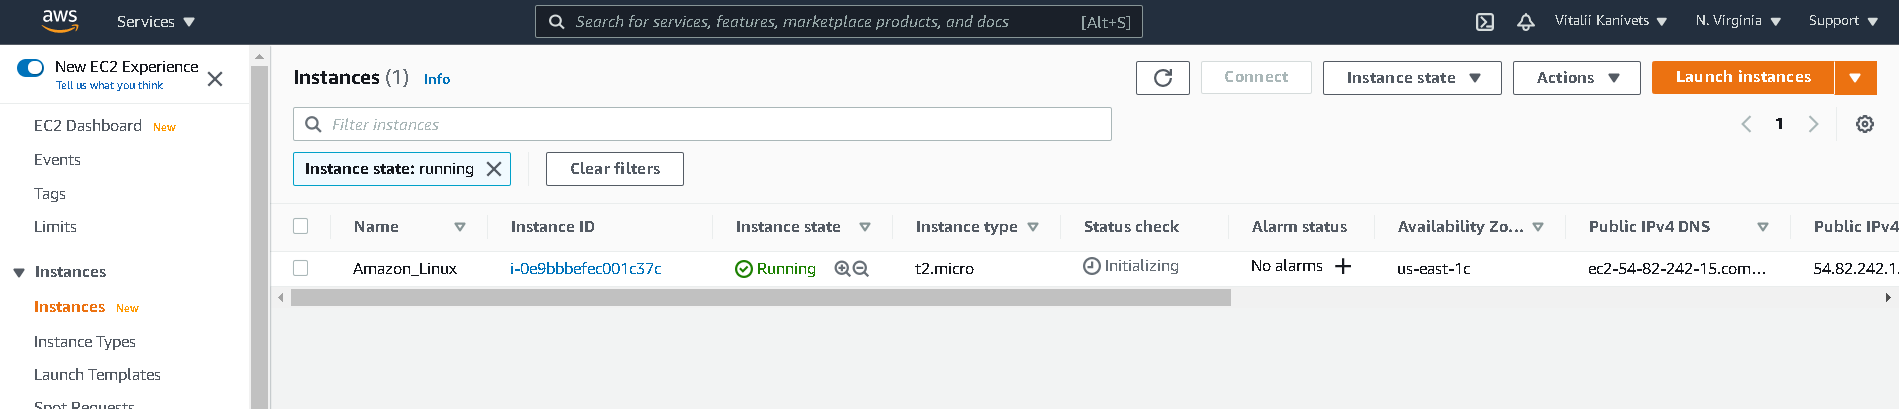 aws Services Search for services, features, marketplace products, and docs [Alt+S] Vitalii Kanivets N. Virginia Support
New EC2 Experience
Tell us what you think
EC2 Dashboard New
Events
Tags
Limits
Instances
Instances New
Instance Types
Launch Templates
Spot Requests
Instances (1) Info Connect Instance state Actions Launch instances
Filter instances 1
Instance state: running Clear filters
Name Instance ID Instance state Instance type Status check Alarm status Availability Zo... Public IPv4 DNS Public IPv4
Amazon_Linux i-0e9bbbefec001c37c Running t2.micro Initializing No alarms + us-east-1c ec2-54-82-242-15.com... 54.82.242.1